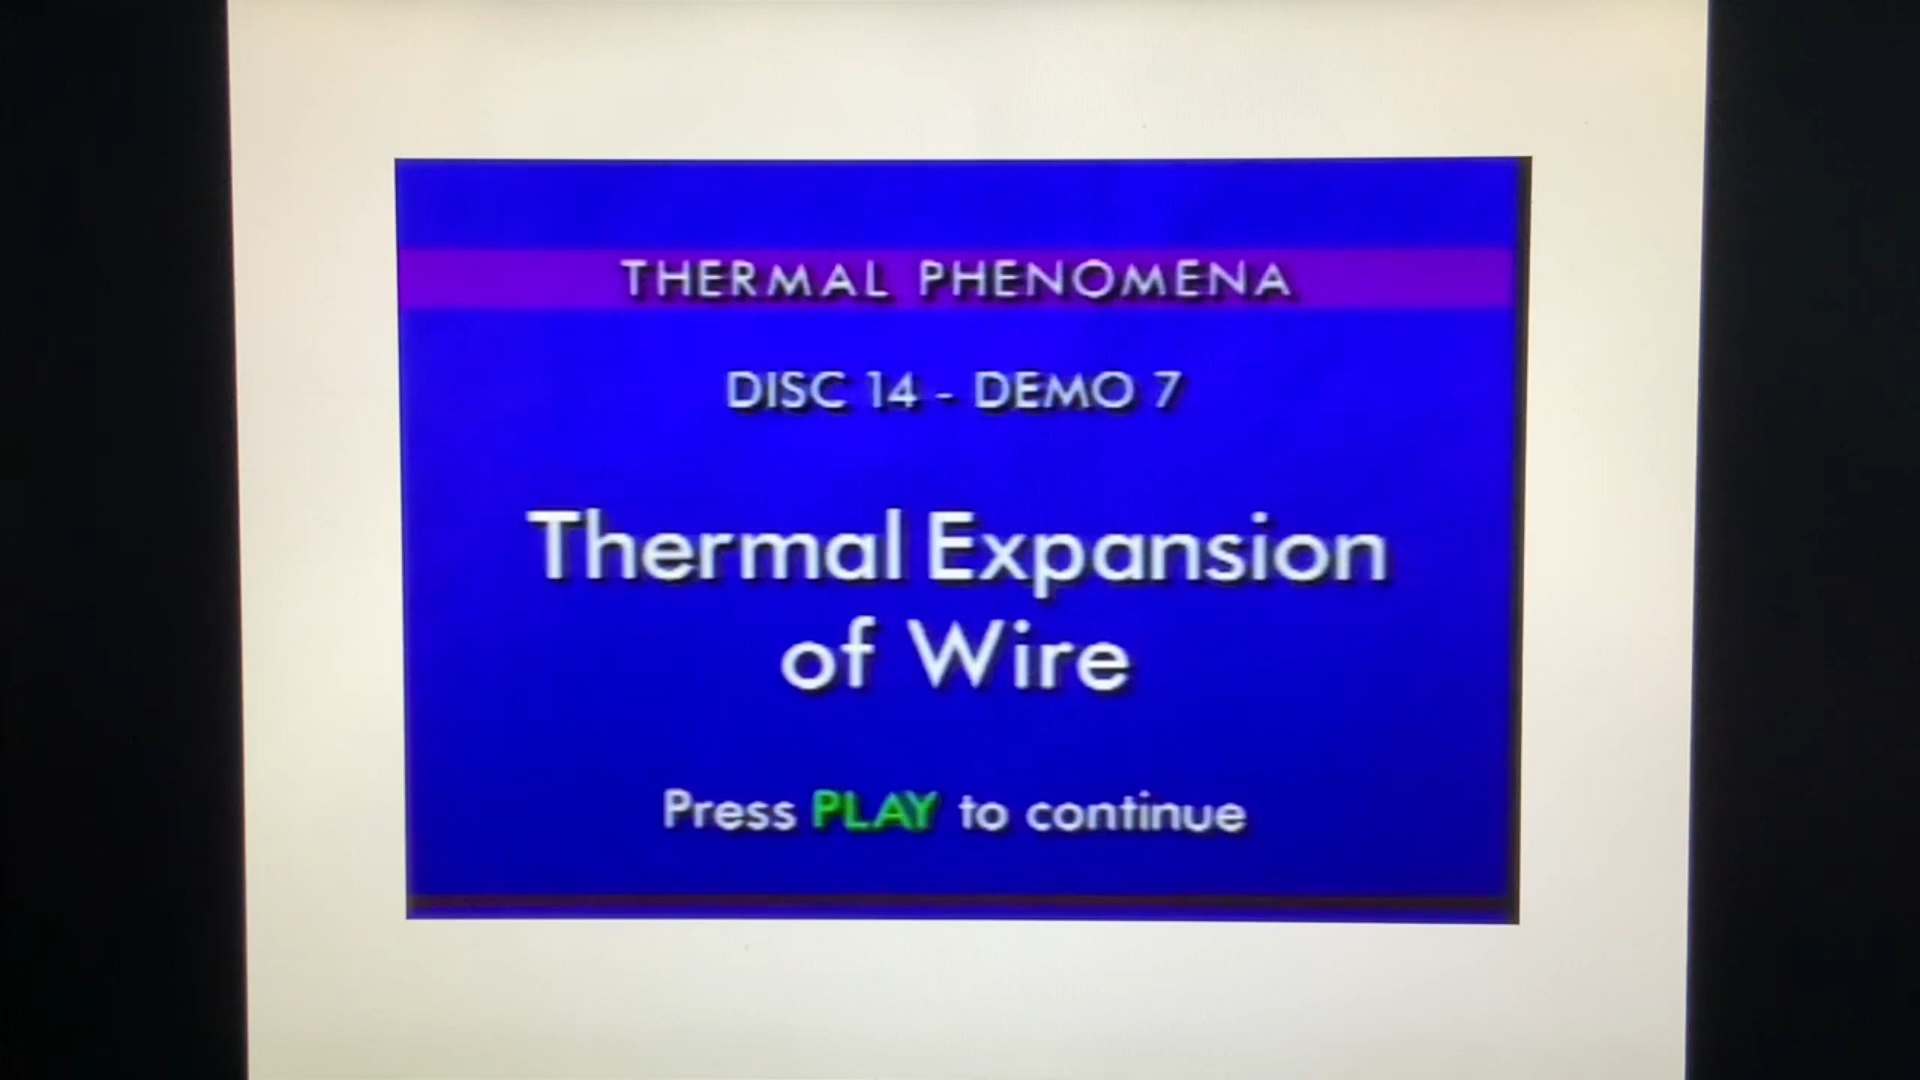 THERMAL PHENOMENA
DISC 14 - DEMO 7
Thermal Expansion
of Wire
Press PLAY to continue